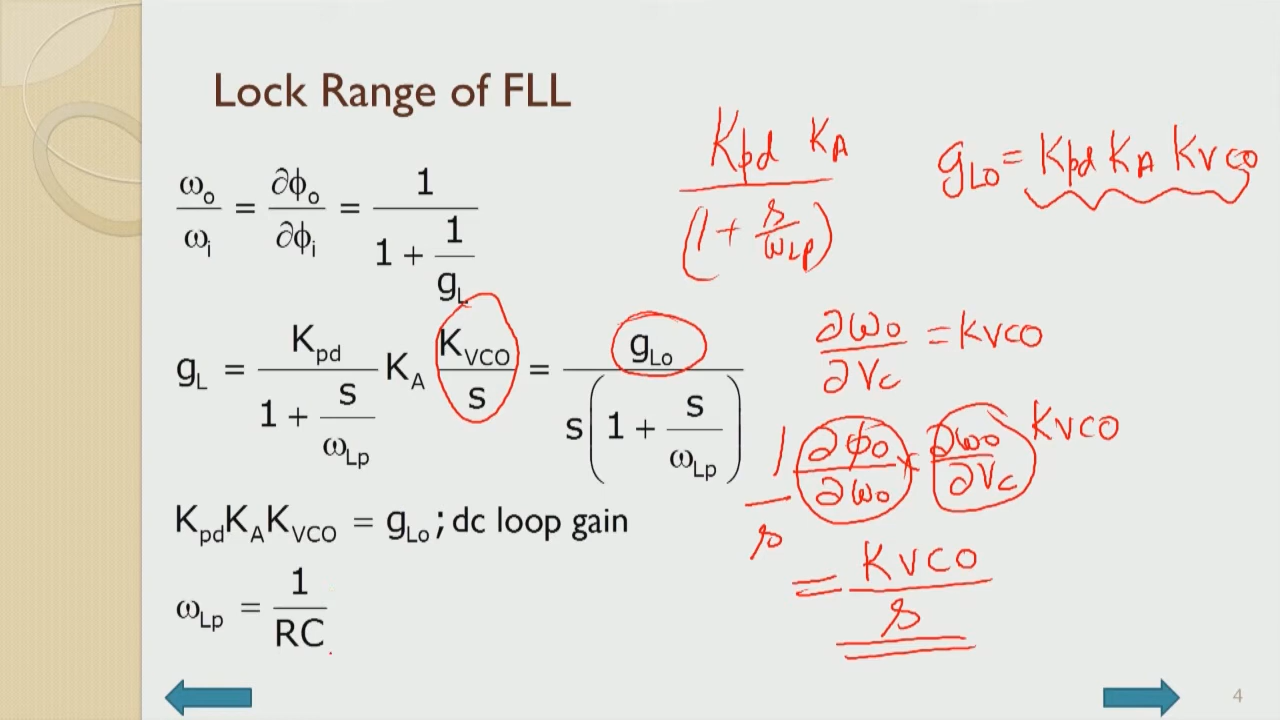 Lock Range of FLL
ωo/ωi = ∂ϕo/∂ϕi = 1/(1 + 1/gL)
Kpd KA/(1 + s/ωLp)
gLO = Kpd KA KVCO
gL = Kpd/(1 + s/ωLp) KA KVCO/s = gLo/(s(1 + s/ωLp))
∂ωo/∂Vc = KVCO
1/s ∂ϕo/∂ωo × ∂ωo/∂Vc KVCO
= KVCO/s
KpdKAKVCO = gLo ; dc loop gain
ωLp = 1/RC
4